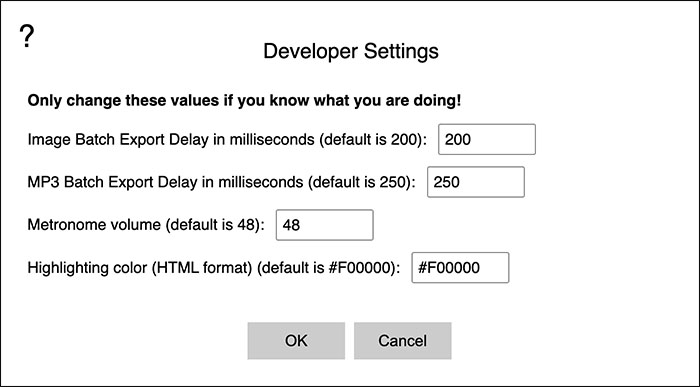 ?
Developer Settings
Only change these values if you know what you are doing!
Image Batch Export Delay in milliseconds (default is 200): 200
MP3 Batch Export Delay in milliseconds (default is 250): 250
Metronome volume (default is 48): 48
Highlighting color (HTML format) (default is #F00000): #F00000
OK Cancel